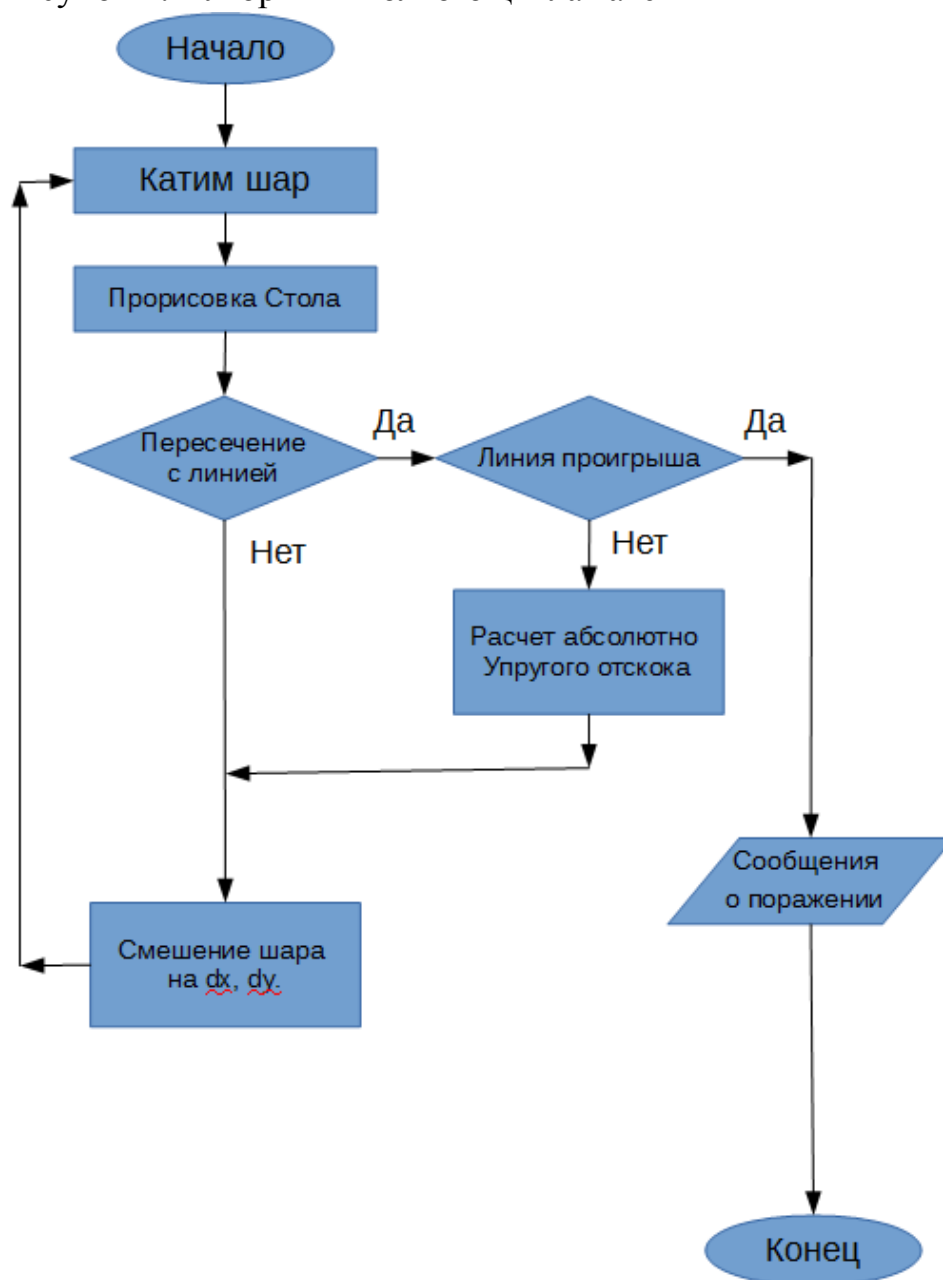 Начало
Катим шар
Прорисовка Стола
Пересечение
с линией
Да
Линия проигрыша
Да
Нет
Нет
Расчет абсолютно
Упругого отскока
Сообщения
о поражении
Смешение шара
на dx, dy.
Конец